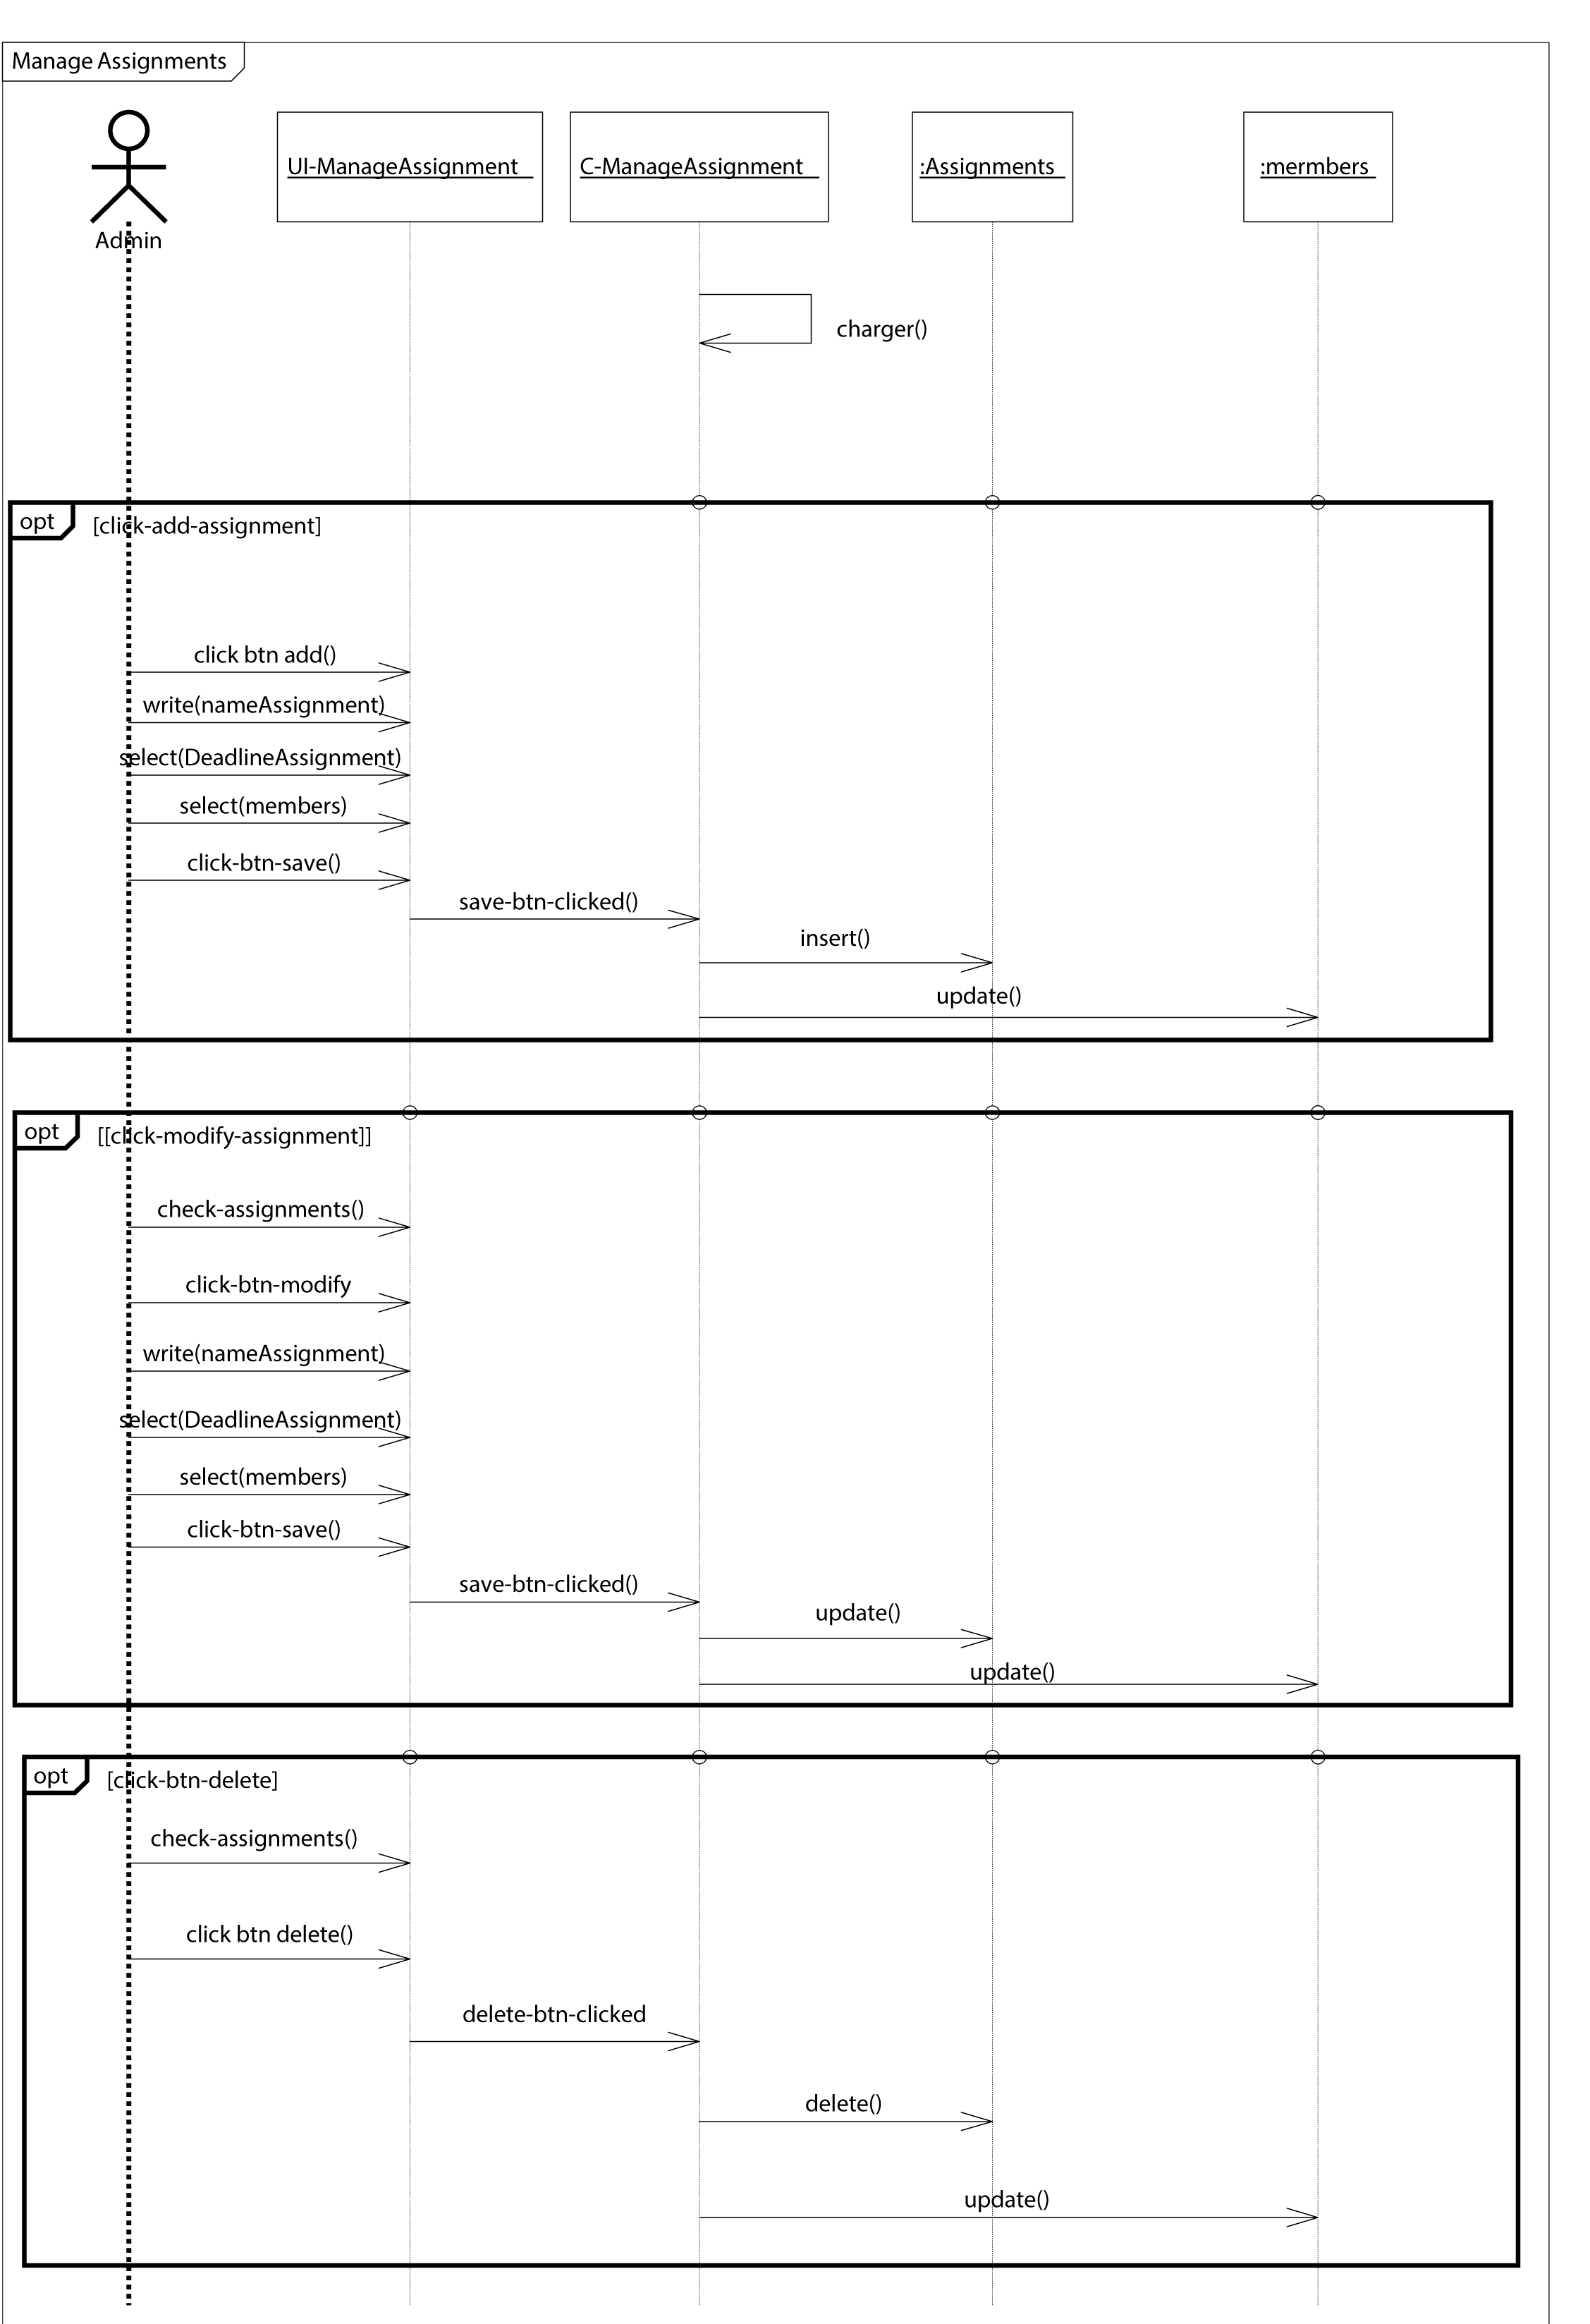 Manage Assignments
UI-ManageAssignment
C-ManageAssignment
:Assignments
:mermbers
Admin
charger()
opt
[click-add-assignment]
click btn add()
write(nameAssignment)
select(DeadlineAssignment)
select(members)
click-btn-save()
save-btn-clicked()
insert()
update()
opt
[[click-modify-assignment]]
check-assignments()
click-btn-modify
write(nameAssignment)
select(DeadlineAssignment)
select(members)
click-btn-save()
save-btn-clicked()
update()
update()
opt
[click-btn-delete]
check-assignments()
click btn delete()
delete-btn-clicked
delete()
update()